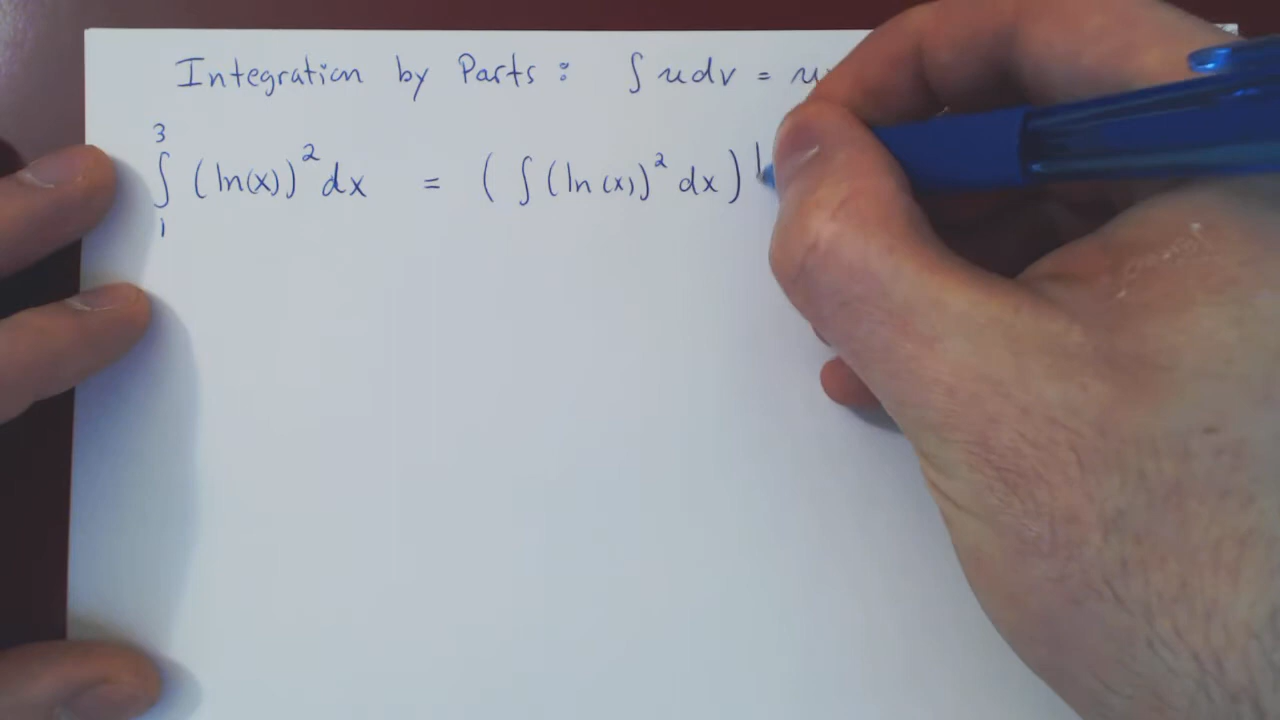 Integration by Parts : ∫ u dv = u
∫₁³ (ln(x))² dx = ( ∫ (ln(x))² dx ) |